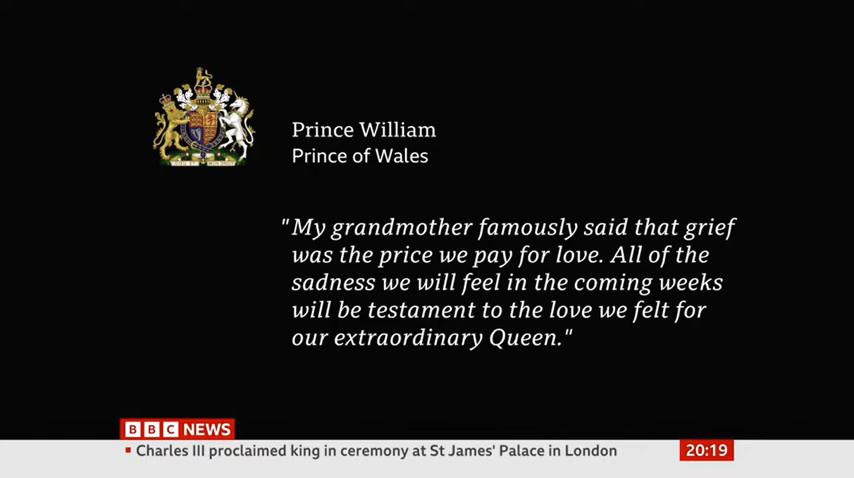 Prince William
Prince of Wales
"My grandmother famously said that grief
was the price we pay for love. All of the
sadness we will feel in the coming weeks
will be testament to the love we felt for
our extraordinary Queen."
BBC NEWS
Charles III proclaimed king in ceremony at St James' Palace in London
20:19